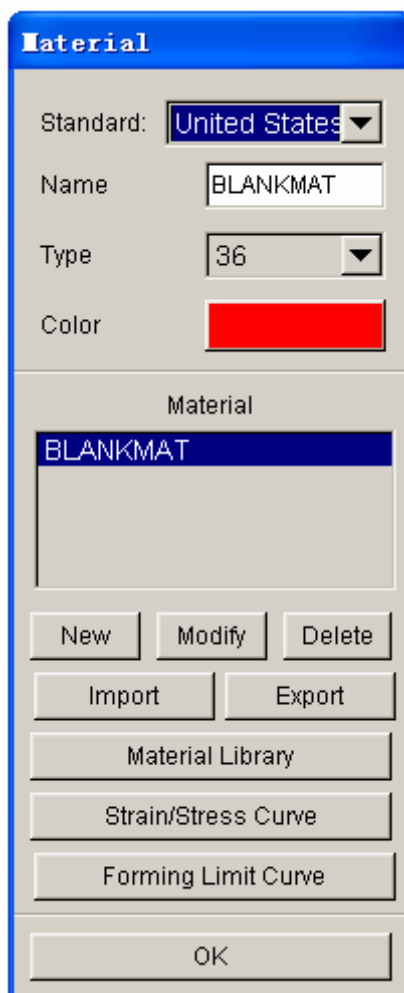 Material
Standard: United States
Name BLANKMAT
Type 36
Color
Material
BLANKMAT
New Modify Delete
Import Export
Material Library
Strain/Stress Curve
Forming Limit Curve
OK